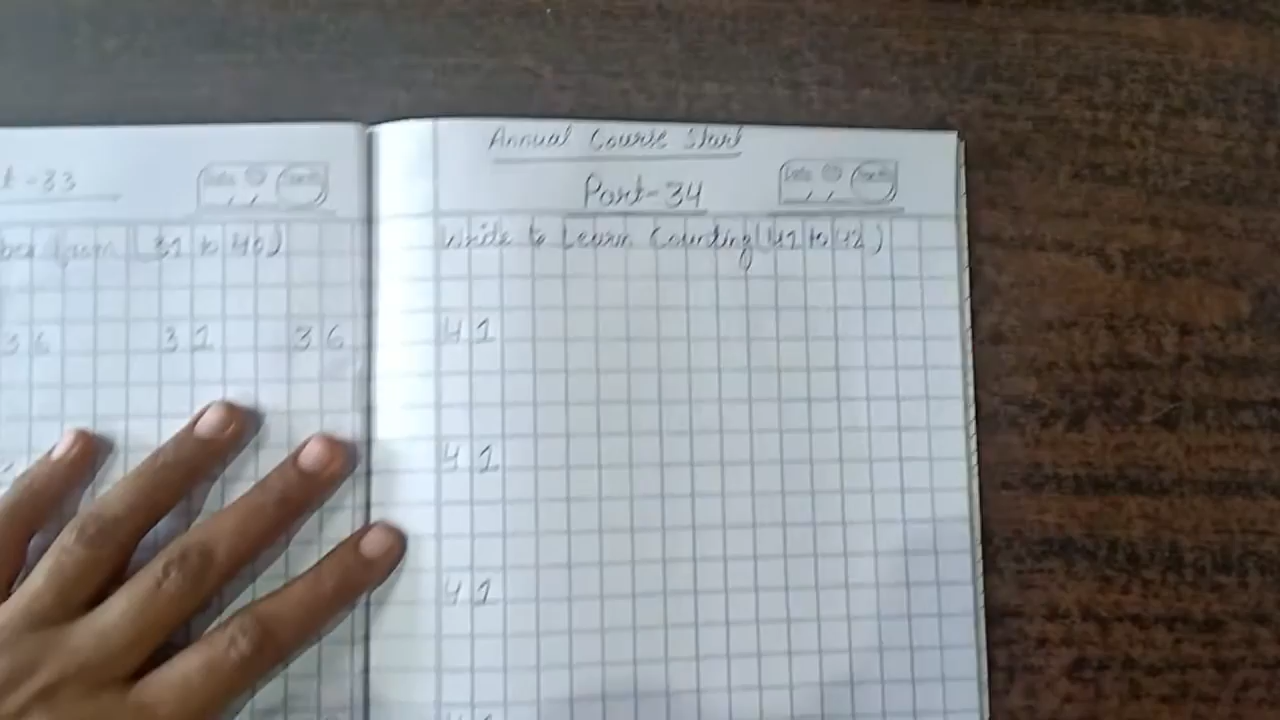 t-33
(31 to 40)
36 31 36
Annual Course Start
Part-34
Write to Learn Counting (41 to 42)
41
41
41
41